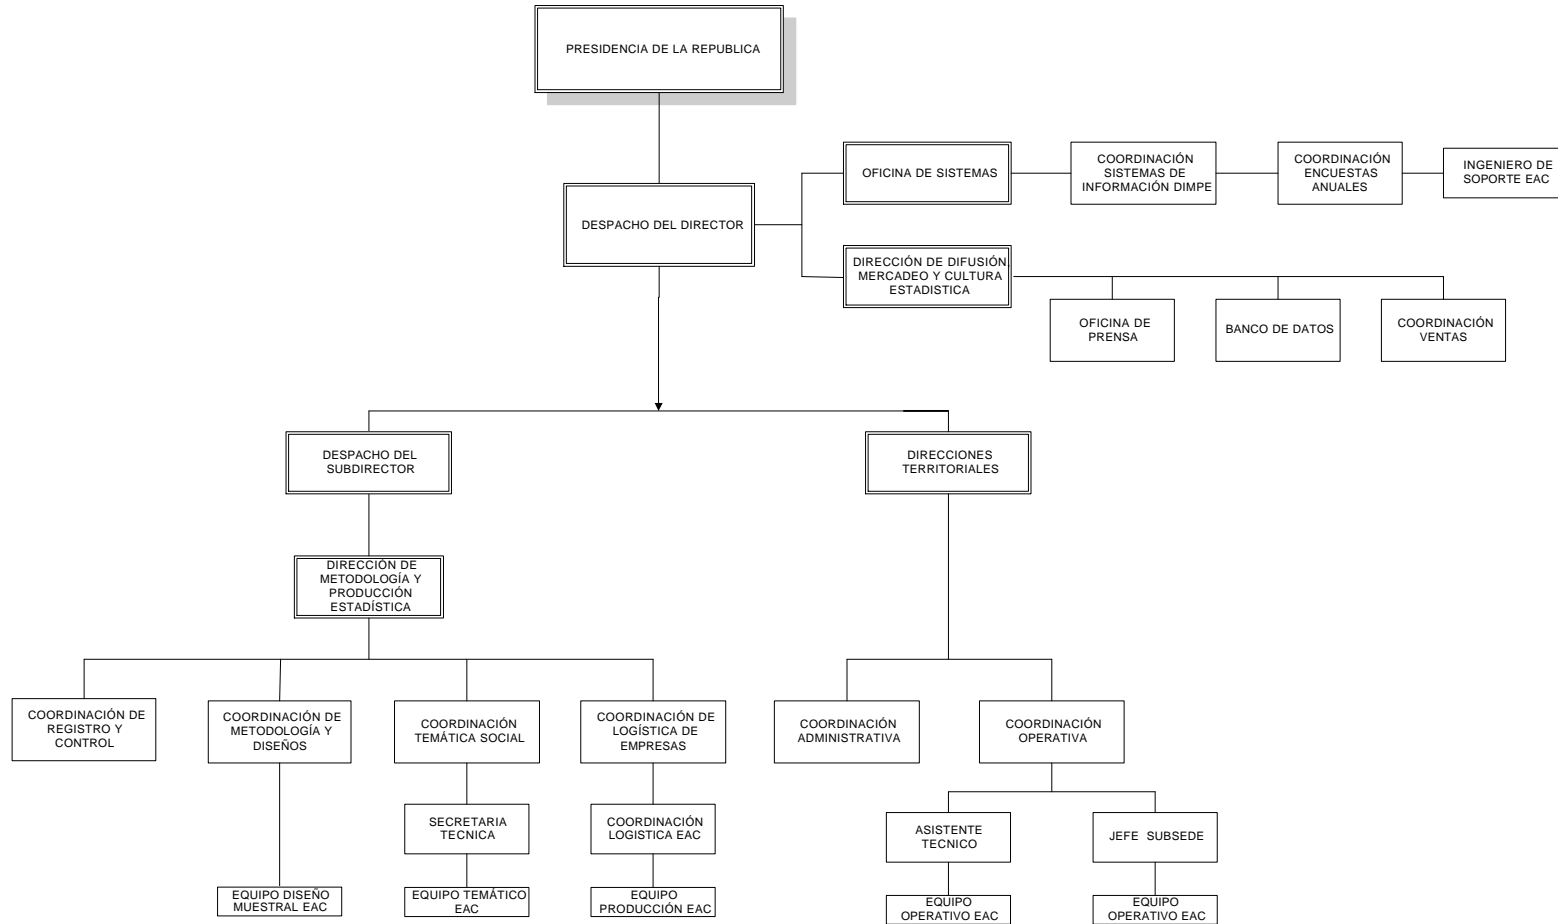 PRESIDENCIA DE LA REPUBLICA
DESPACHO DEL DIRECTOR
OFICINA DE SISTEMAS
COORDINACIÓN
SISTEMAS DE
INFORMACIÓN DIMPE
COORDINACIÓN
ENCUESTAS
ANUALES
INGENIERO DE
SOPORTE EAC
DIRECCIÓN DE DIFUSIÓN,
MERCADEO Y CULTURA
ESTADISTICA
OFICINA DE
PRENSA
BANCO DE DATOS
COORDINACIÓN
VENTAS
DESPACHO DEL
SUBDIRECTOR
DIRECCIONES
TERRITORIALES
DIRECCIÓN DE
METODOLOGÍA Y
PRODUCCIÓN
ESTADÍSTICA
COORDINACIÓN DE
REGISTRO Y
CONTROL
COORDINACIÓN DE
METODOLOGÍA Y
DISEÑOS
COORDINACIÓN
TEMÁTICA SOCIAL
COORDINACIÓN DE
LOGÍSTICA DE
EMPRESAS
COORDINACIÓN
ADMINISTRATIVA
COORDINACIÓN
OPERATIVA
SECRETARIA
TECNICA
COORDINACIÓN
LOGISTICA EAC
ASISTENTE
TECNICO
JEFE SUBSEDE
EQUIPO DISEÑO
MUESTRAL EAC
EQUIPO TEMÁTICO
EAC
EQUIPO
PRODUCCIÓN EAC
EQUIPO
OPERATIVO EAC
EQUIPO
OPERATIVO EAC